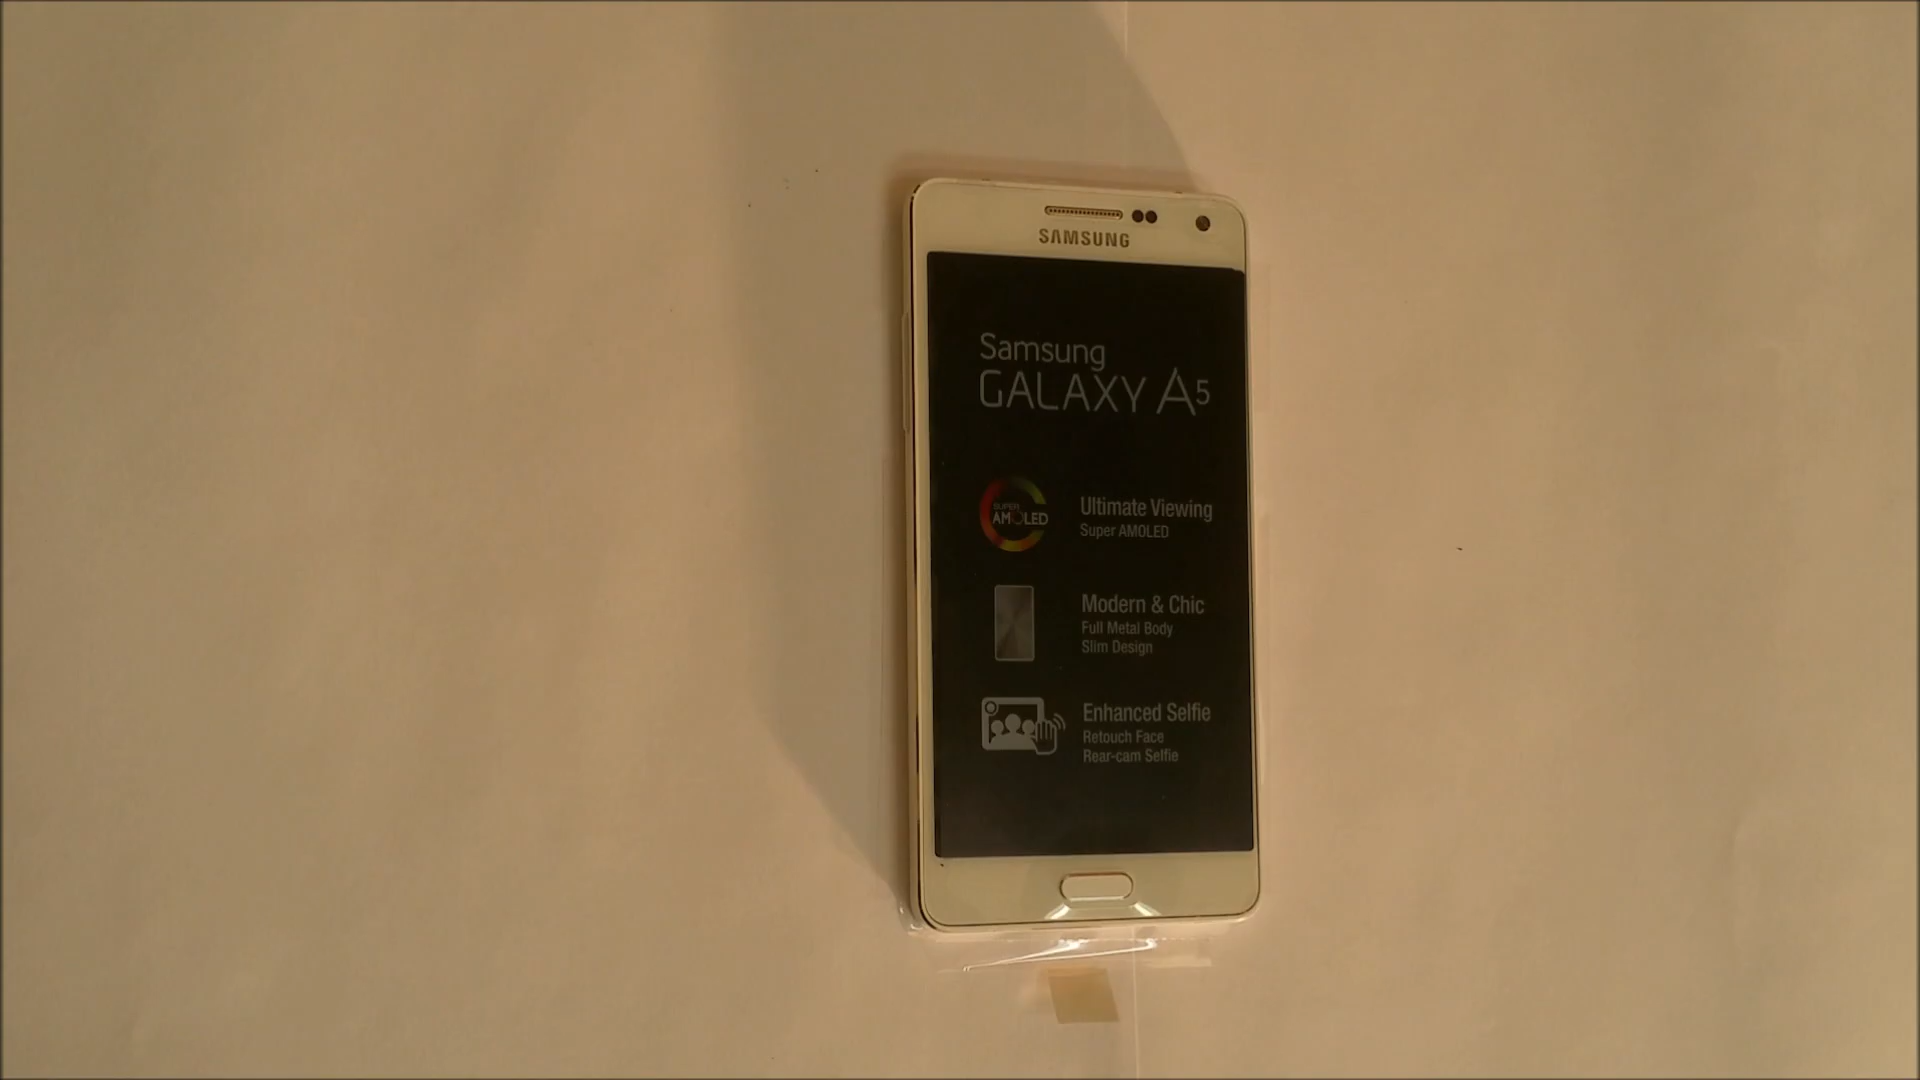 SAMSUNG
Samsung
GALAXY A5
SUPER
AMOLED
Ultimate Viewing
Super AMOLED
Modern & Chic
Full Metal Body
Slim Design
Enhanced Selfie
Retouch Face
Rear-cam Selfie